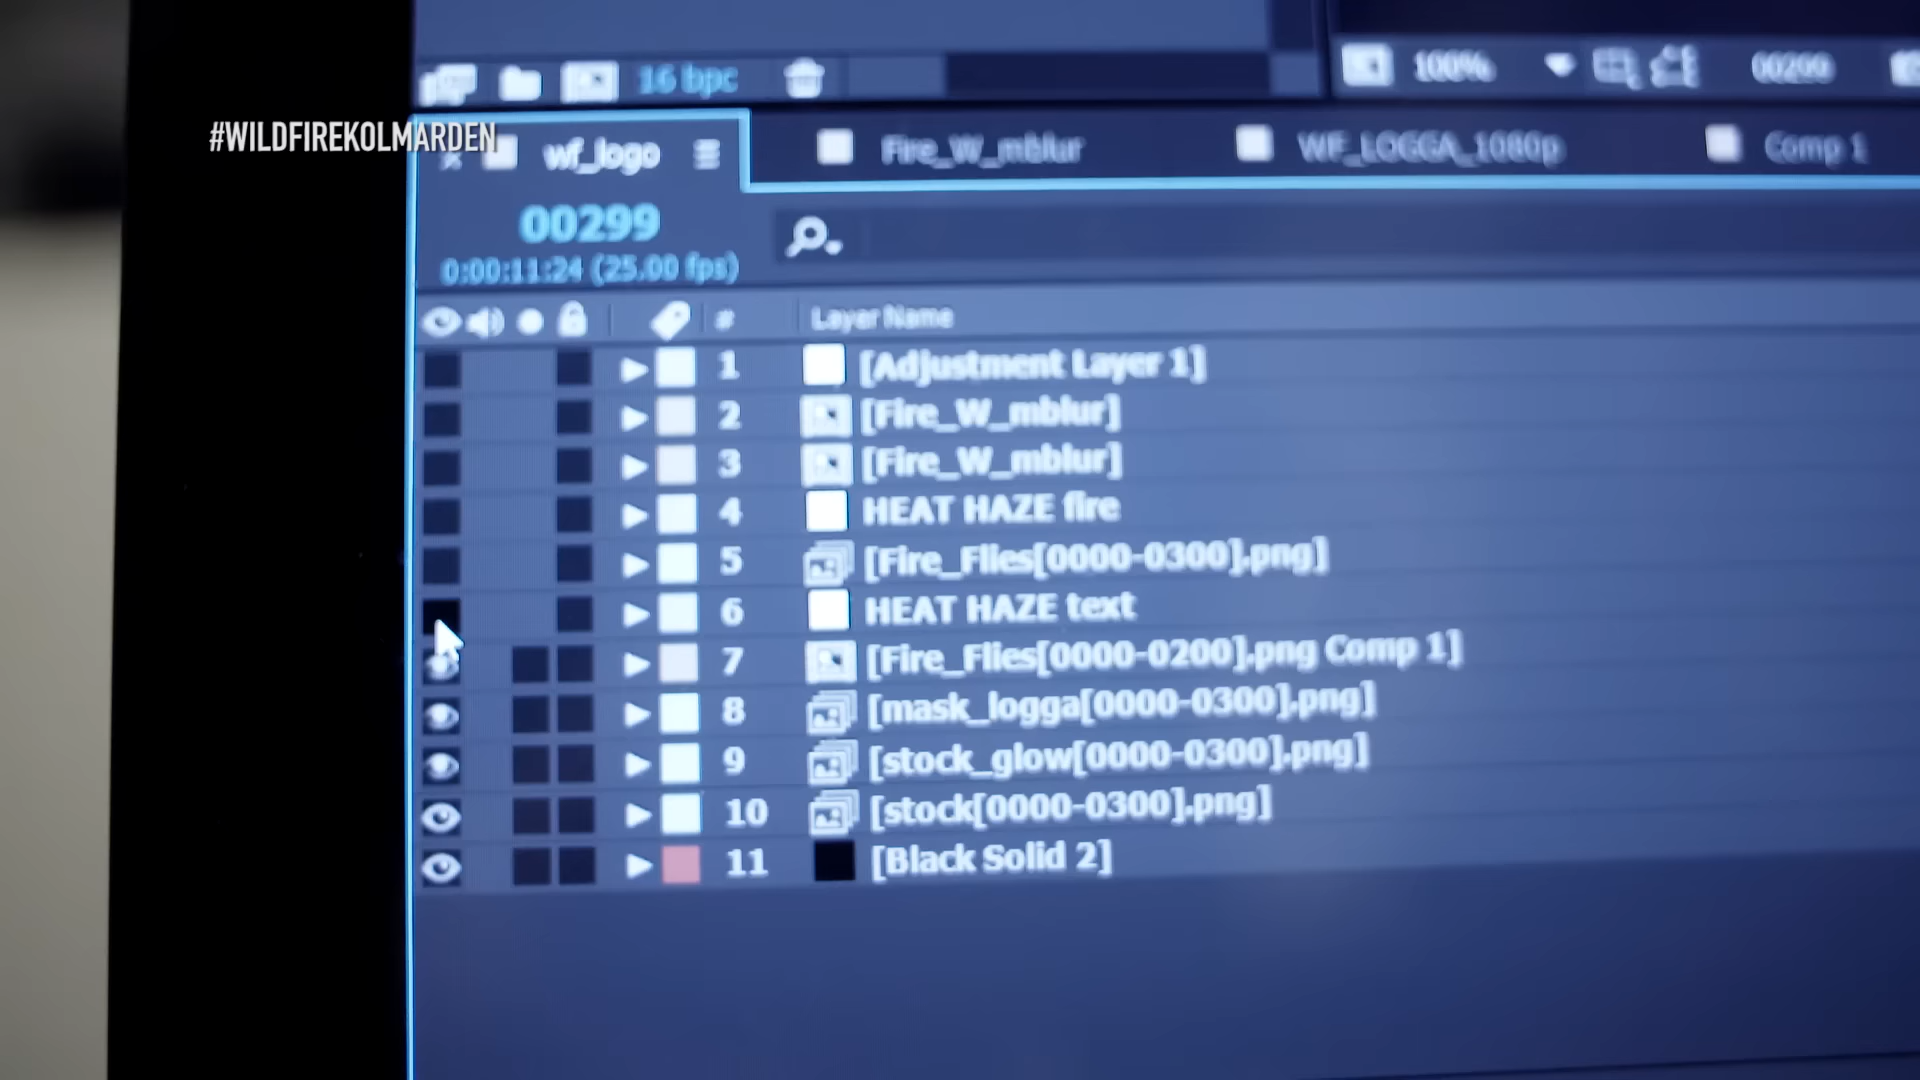 16 bpc
100%
00299
#WILDFIREKOLMARDEN
wf_logo
Fire_W_mblur
WF_LOGGA_1080p
Comp 1
00299
0:00:11:24 (25.00 fps)
# Layer Name
1 [Adjustment Layer 1]
2 [Fire_W_mblur]
3 [Fire_W_mblur]
4 HEAT HAZE fire
5 [Fire_Flies[0000-0300].png]
6 HEAT HAZE text
7 [Fire_Flies[0000-0200].png Comp 1]
8 [mask_logga[0000-0300].png]
9 [stock_glow[0000-0300].png]
10 [stock[0000-0300].png]
11 [Black Solid 2]